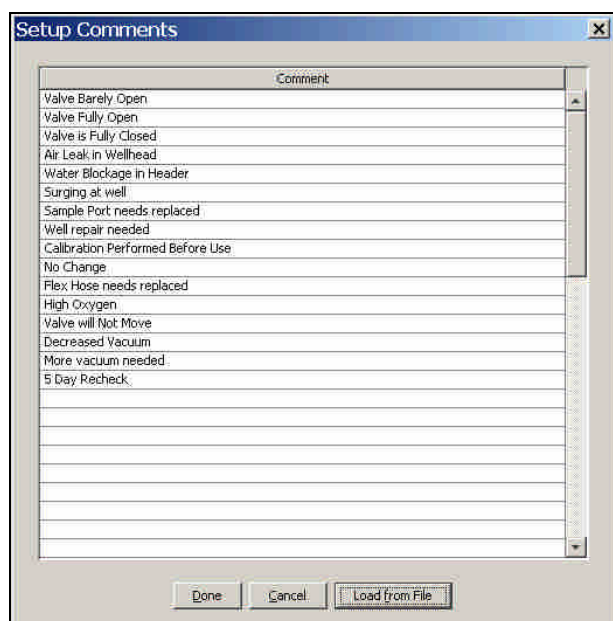 Setup Comments
Comment
Valve Barely Open
Valve Fully Open
Valve is Fully Closed
Air Leak in Wellhead
Water Blockage in Header
Surging at well
Sample Port needs replaced
Well repair needed
Calibration Performed Before Use
No Change
Flex Hose needs replaced
High Oxygen
Valve will Not Move
Decreased Vacuum
More vacuum needed
5 Day Recheck
Done Cancel Load from File